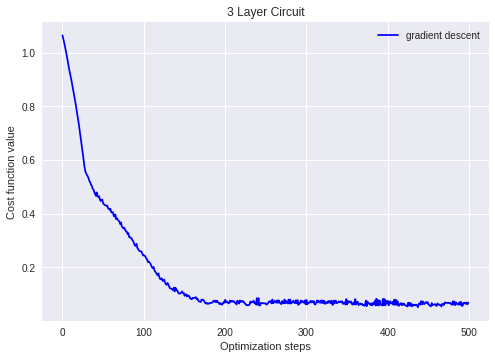 3 Layer Circuit
gradient descent
Cost function value
1.0
0.8
0.6
0.4
0.2
0 100 200 300 400 500
Optimization steps